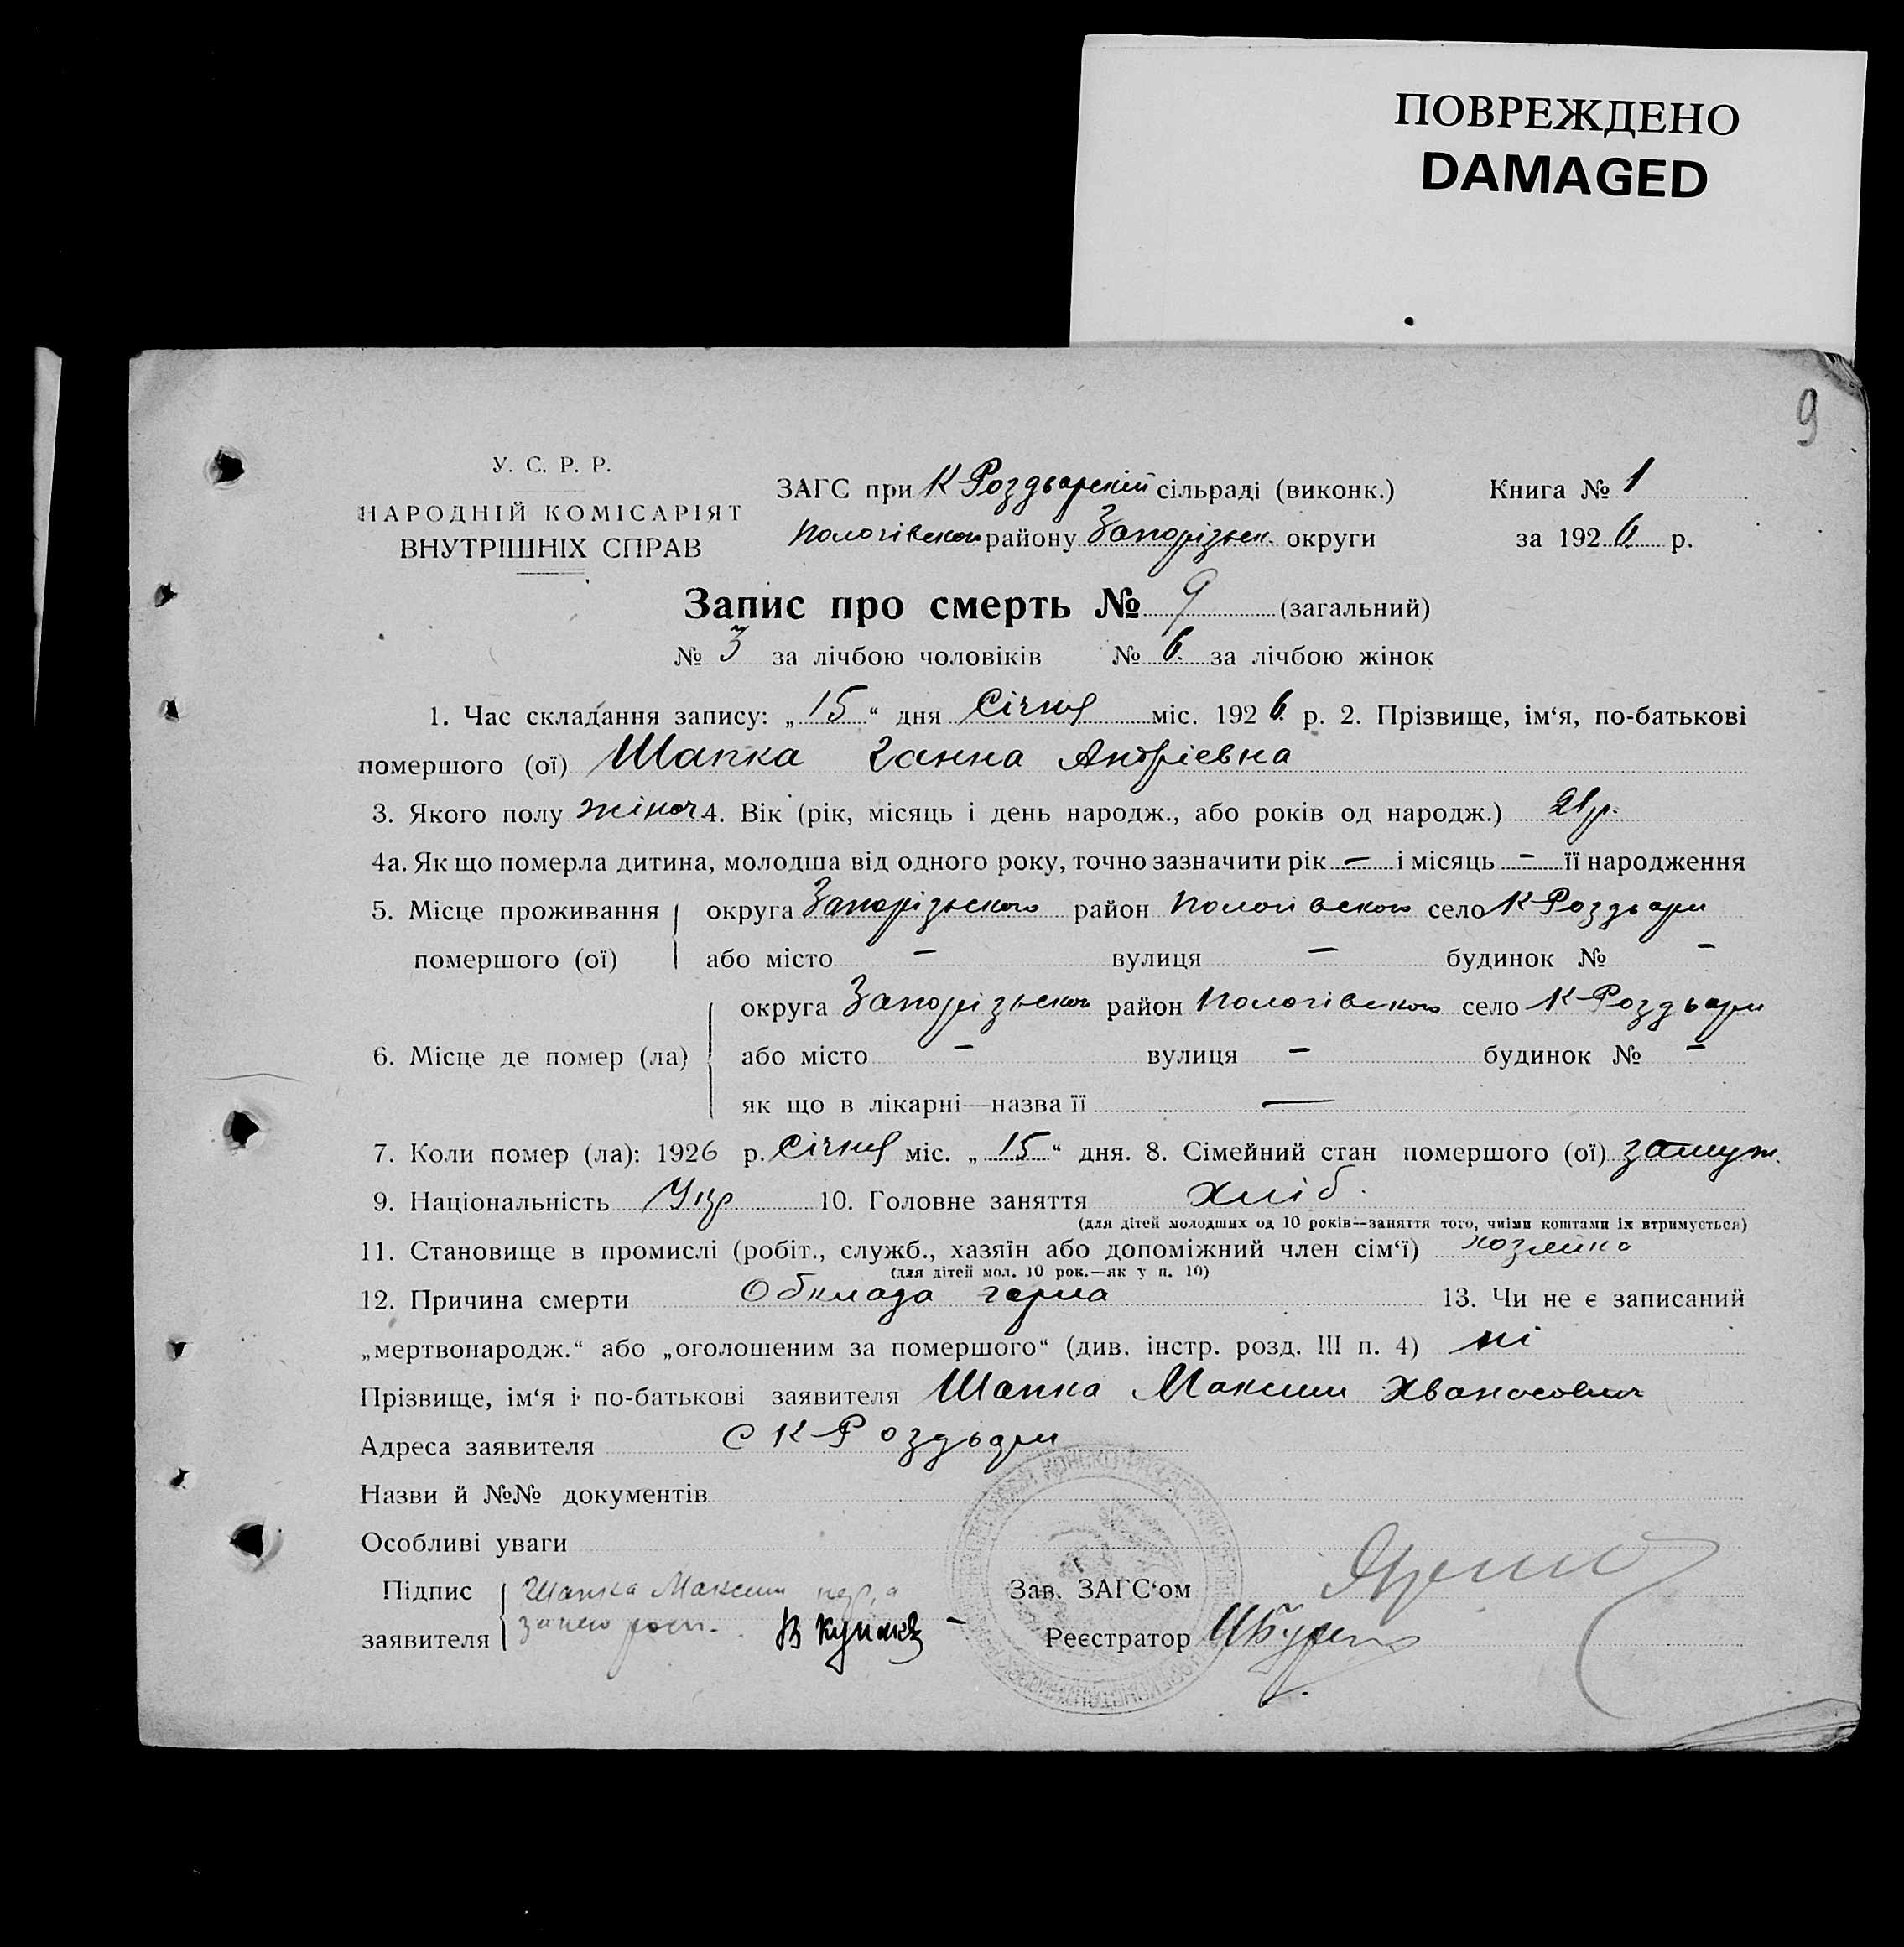 ПОВРЕЖДЕНО
DAMAGED
9
У. С. Р. Р.
НАРОДНІЙ КОМІСАРІЯТ
ВНУТРІШНІХ СПРАВ
ЗАГС при К Роздьорській сільраді (виконк.)
Пологівського району Запорізьк. округи
Книга № 1
за 1926 р.
Запис про смерть № 9 (загальний)
№ 3 за лічбою чоловіків № 6 за лічбою жінок
1. Час складання запису: „15“ дня Січня міс. 1926 р. 2. Прізвище, ім‘я, по-батькові
помершого (ої) Шапка Ганна Андріевна
3. Якого полу жіноч 4. Вік (рік, місяць і день народж., або років од народж.) 21 р.
4а. Як що померла дитина, молодша від одного року, точно зазначити рік — і місяць — її народження
5. Місце проживання округа Запорізького район Пологівского село К Роздьори
помершого (ої) або місто — вулиця — будинок № —
округа Запорізького район Пологівского село К Роздьори
6. Місце де помер (ла) або місто — вулиця — будинок № —
як що в лікарні—назва її —
7. Коли помер (ла): 1926 р. Січня міс. „15“ дня. 8. Сімейний стан помершого (ої) замуж.
9. Національність Укр 10. Головне заняття хліб.
(для дітей молодших од 10 років—заняття того, чиїми коштами їх втримується)
11. Становище в промислі (робіт., служб., хазяїн або допоміжний член сім‘ї) хозяйка
(для дітей мол. 10 рок.—як у п. 10)
12. Причина смерти Обклада горла 13. Чи не є записаний
„мертвонародж.“ або „оголошеним за помершого“ (див. інстр. розд. III п. 4) ні
Прізвище, ім‘я і по-батькові заявителя Шапка Максим Хванасович
Адреса заявителя С К Роздьори
Назви й №№ документів
Особливі уваги
Підпис Шапка Максим
заявителя
Зав. ЗАГС‘ом
Реєстратор